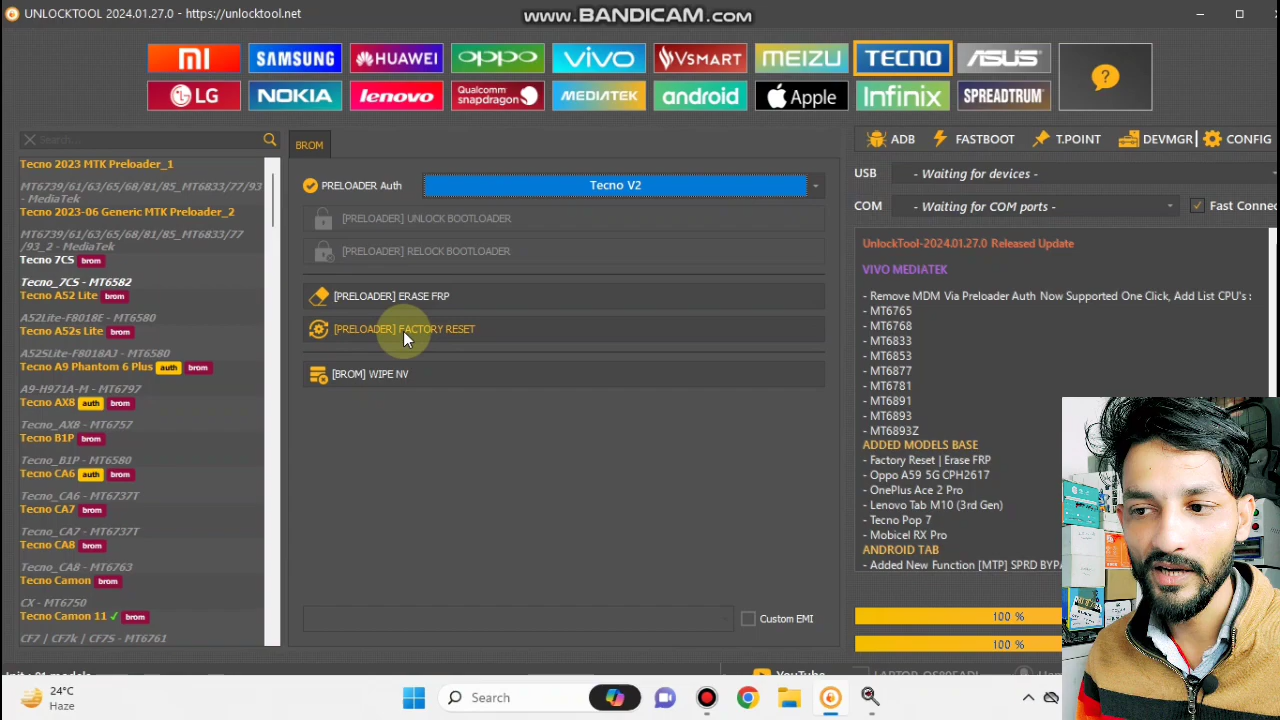 UNLOCKTOOL 2024.01.27.0 - https://unlocktool.net
www.BANDICAM.com
mi
SAMSUNG
HUAWEI
oppo
vivo
VSMART
MEIZU
TECNO
ASUS
?
LG
NOKIA
lenovo
Qualcomm snapdragon
MEDIATEK
android
Apple
Infinix
SPREADTRUM
Search...
Tecno 2023 MTK Preloader_1
MT6739/61/63/65/68/81/85_MT6833/77/93
- MediaTek
Tecno 2023-06 Generic MTK Preloader_2
MT6739/61/63/65/68/81/85_MT6833/77
/93_2 - MediaTek
Tecno 7CS brom
Tecno_7CS - MT6582
Tecno A52 Lite brom
A52Lite-F8018E - MT6580
Tecno A52s Lite brom
A52SLite-F8018AJ - MT6580
Tecno A9 Phantom 6 Plus auth brom
A9-H971A-M - MT6797
Tecno AX8 auth brom
Tecno_AX8 - MT6757
Tecno B1P brom
Tecno_B1P - MT6580
Tecno CA6 auth brom
Tecno_CA6 - MT6737T
Tecno CA7 brom
Tecno_CA7 - MT6737T
Tecno CA8 brom
Tecno_CA8 - MT6763
Tecno Camon brom
CX - MT6750
Tecno Camon 11 ✓ brom
CF7 | CF7k | CF7S - MT6761
BROM
PRELOADER Auth
Tecno V2
[PRELOADER] UNLOCK BOOTLOADER
[PRELOADER] RELOCK BOOTLOADER
[PRELOADER] ERASE FRP
[PRELOADER] FACTORY RESET
[BROM] WIPE NV
Custom EMI
ADB
FASTBOOT
T.POINT
DEVMGR
CONFIG
USB
- Waiting for devices -
COM
- Waiting for COM ports -
Fast Connec
UnlockTool-2024.01.27.0 Released Update
VIVO MEDIATEK
- Remove MDM Via Preloader Auth Now Supported One Click, Add List CPU's
- MT6765
- MT6768
- MT6833
- MT6853
- MT6877
- MT6781
- MT6891
- MT6893
- MT6893Z
ADDED MODELS BASE
- Factory Reset | Erase FRP
- Oppo A59 5G CPH2617
- OnePlus Ace 2 Pro
- Lenovo Tab M10 (3rd Gen)
- Tecno Pop 7
- Mobicel RX Pro
ANDROID TAB
- Added New Function [MTP] SPRD BYPA
100 %
100 %
YouTube
24°C
Haze
Search